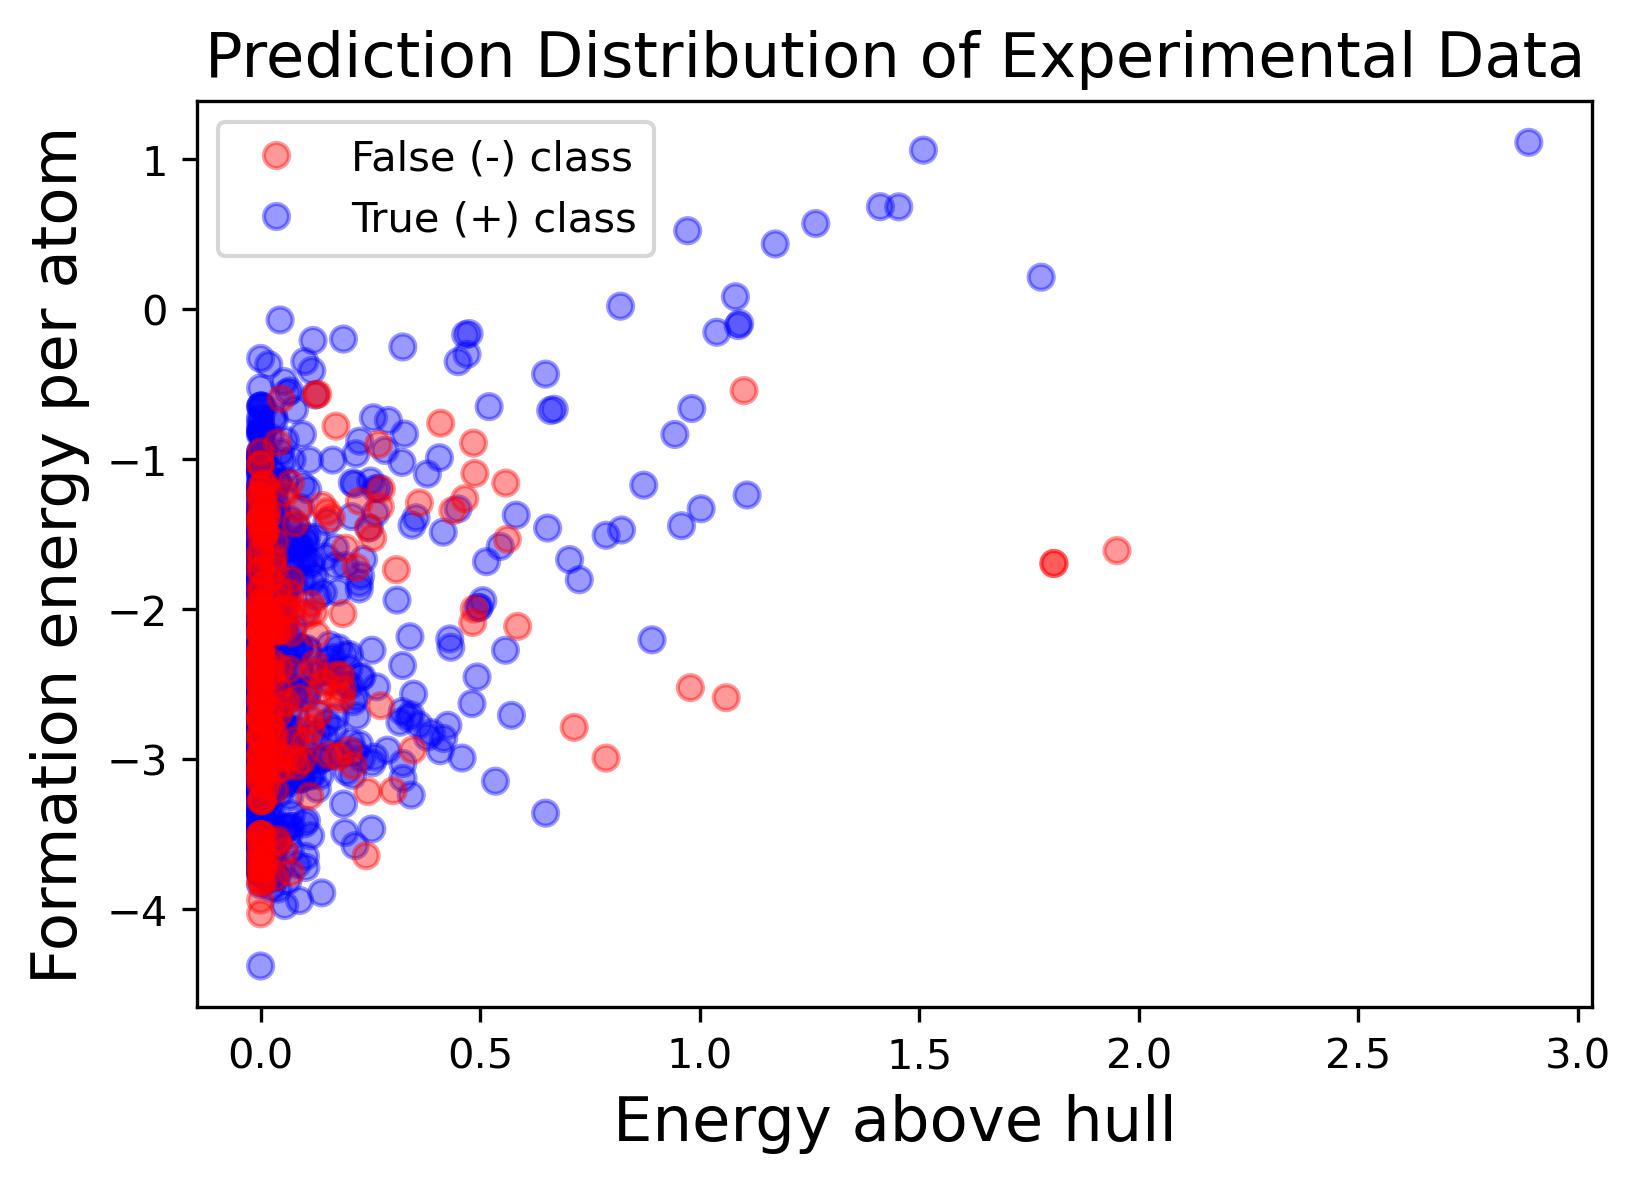 Prediction Distribution of Experimental Data
False (-) class
True (+) class
Formation energy per atom
1
0
−1
−2
−3
−4
0.0 0.5 1.0 1.5 2.0 2.5 3.0
Energy above hull